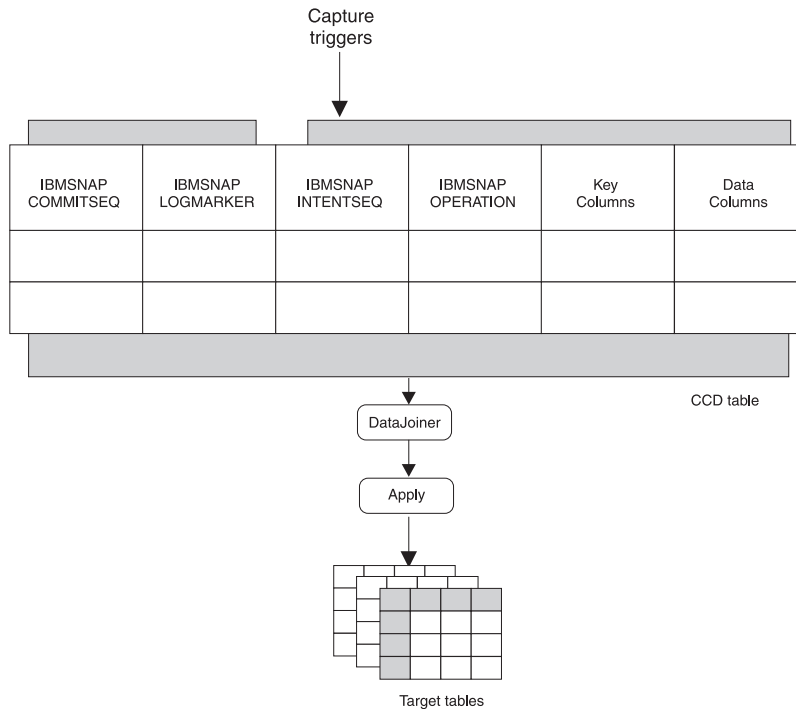 Capture
triggers
IBMSNAP
COMMITSEQ
IBMSNAP
LOGMARKER
IBMSNAP
INTENTSEQ
IBMSNAP
OPERATION
Key
Columns
Data
Columns
CCD table
DataJoiner
Apply
Target tables